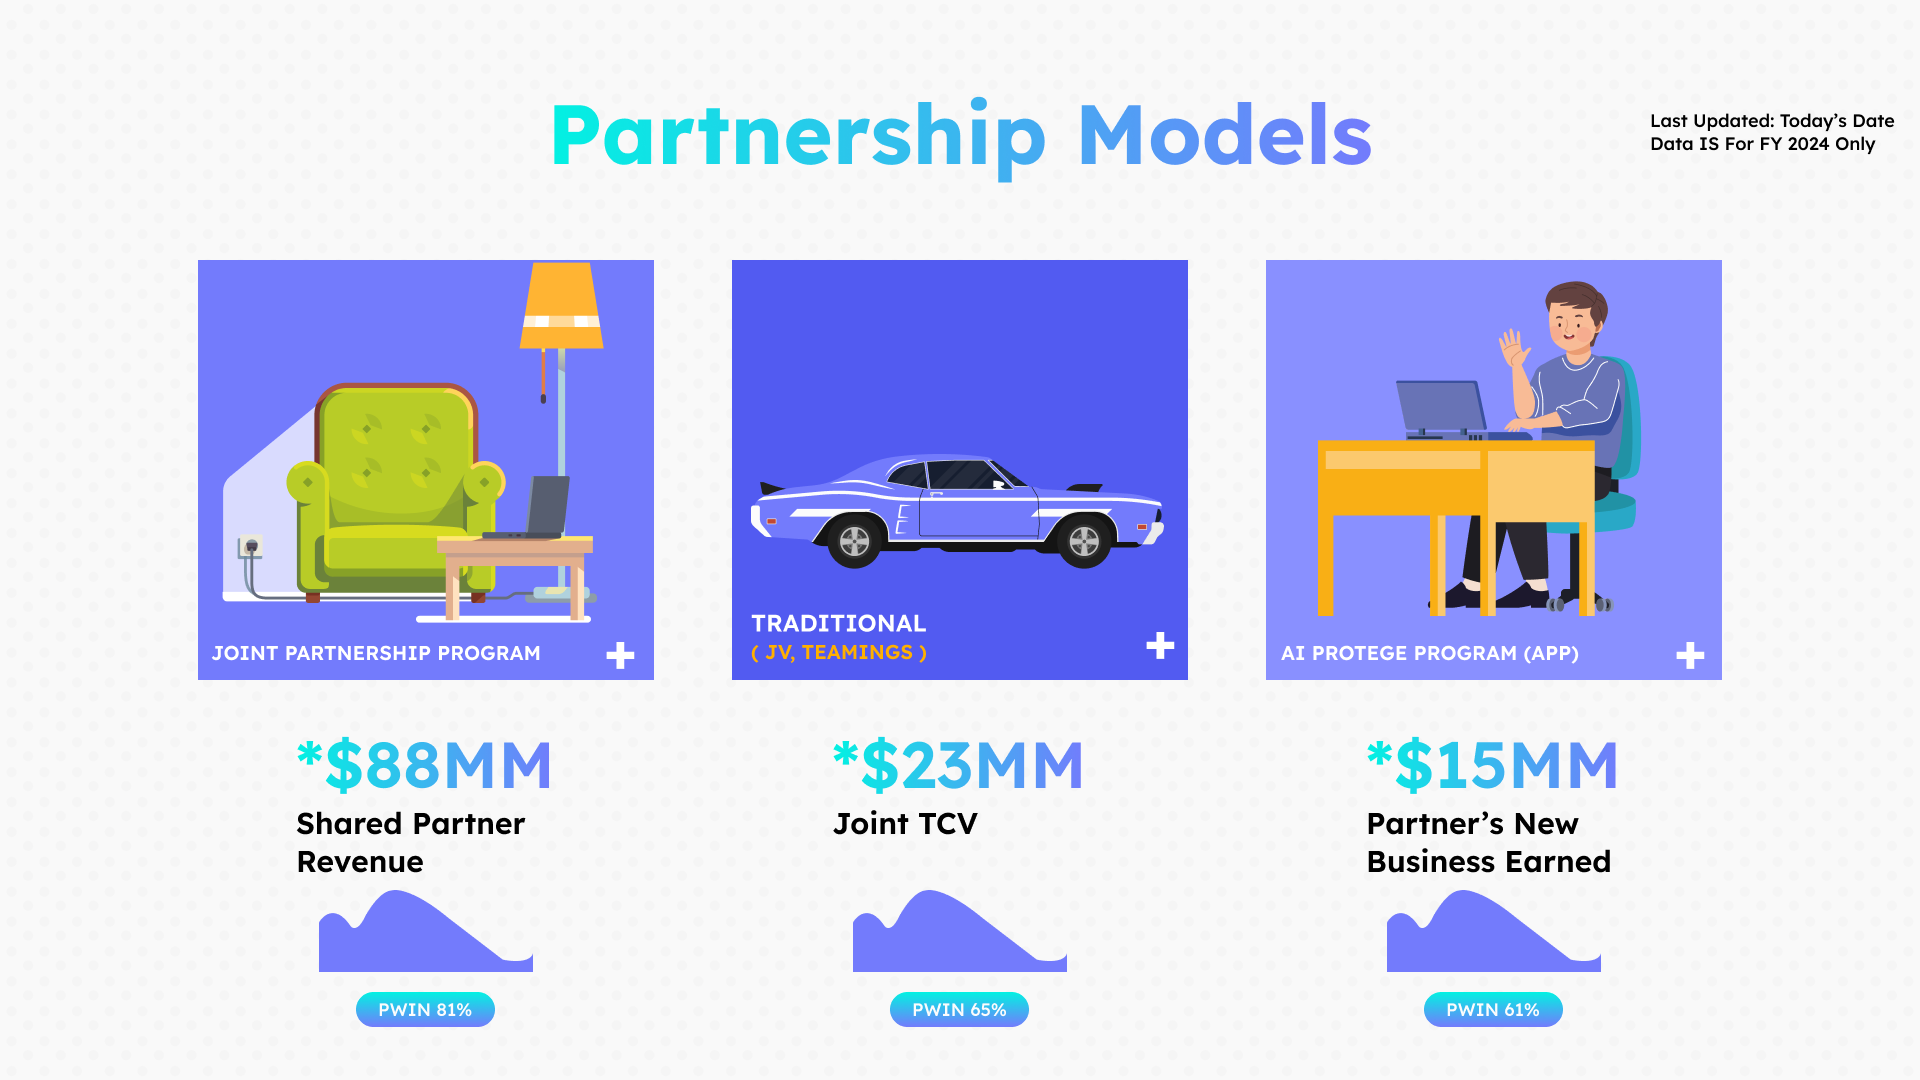 Partnership Models
Last Updated: Today’s Date
Data IS For FY 2024 Only
JOINT PARTNERSHIP PROGRAM
TRADITIONAL
( JV, TEAMINGS )
AI PROTEGE PROGRAM (APP)
*$88MM
Shared Partner
Revenue
PWIN 81%
*$23MM
Joint TCV
PWIN 65%
*$15MM
Partner’s New
Business Earned
PWIN 61%